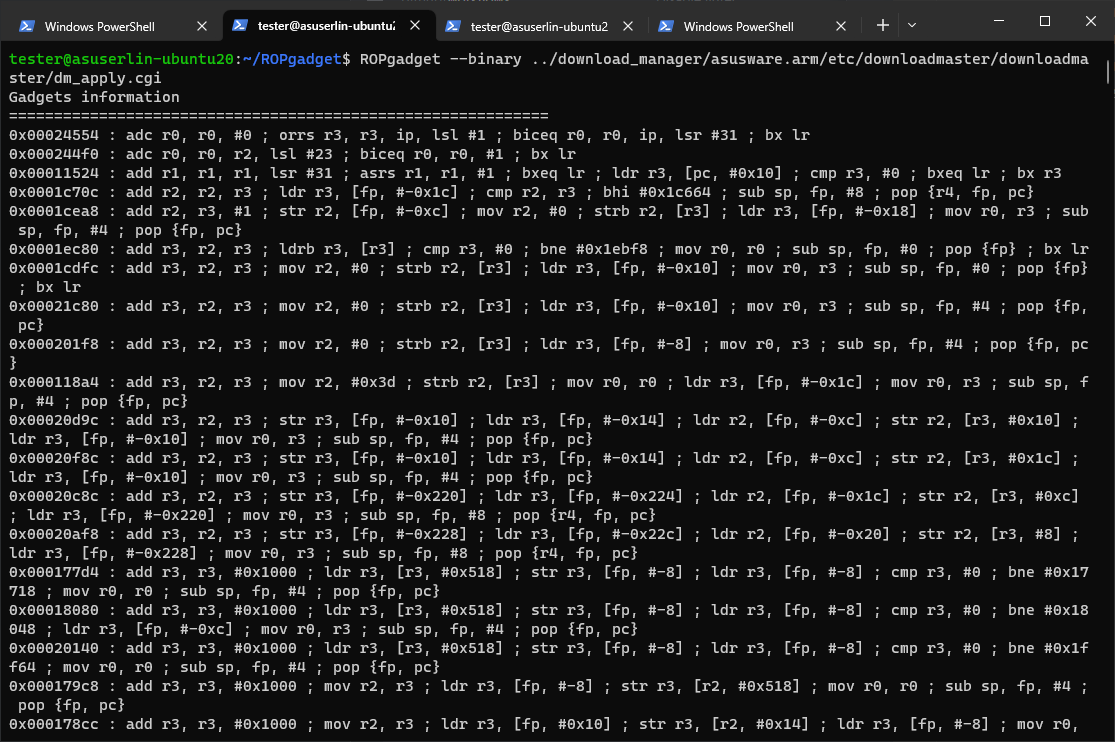 Windows PowerShell
tester@asuserlin-ubuntu2
tester@asuserlin-ubuntu2
Windows PowerShell
tester@asuserlin-ubuntu20:~/ROPgadget$ ROPgadget --binary ../download_manager/asusware.arm/etc/downloadmaster/downloadma
ster/dm_apply.cgi
Gadgets information
============================================================
0x00024554 : adc r0, r0, #0 ; orrs r3, r3, ip, lsl #1 ; biceq r0, r0, ip, lsr #31 ; bx lr
0x000244f0 : adc r0, r0, r2, lsl #23 ; biceq r0, r0, #1 ; bx lr
0x00011524 : add r1, r1, r1, lsr #31 ; asrs r1, r1, #1 ; bxeq lr ; ldr r3, [pc, #0x10] ; cmp r3, #0 ; bxeq lr ; bx r3
0x0001c70c : add r2, r2, r3 ; ldr r3, [fp, #-0x1c] ; cmp r2, r3 ; bhi #0x1c664 ; sub sp, fp, #8 ; pop {r4, fp, pc}
0x0001cea8 : add r2, r3, #1 ; str r2, [fp, #-0xc] ; mov r2, #0 ; strb r2, [r3] ; ldr r3, [fp, #-0x18] ; mov r0, r3 ; sub
sp, fp, #4 ; pop {fp, pc}
0x0001ec80 : add r3, r2, r3 ; ldrb r3, [r3] ; cmp r3, #0 ; bne #0x1ebf8 ; mov r0, r0 ; sub sp, fp, #0 ; pop {fp} ; bx lr
0x0001cdfc : add r3, r2, r3 ; mov r2, #0 ; strb r2, [r3] ; ldr r3, [fp, #-0x10] ; mov r0, r3 ; sub sp, fp, #0 ; pop {fp}
; bx lr
0x00021c80 : add r3, r2, r3 ; mov r2, #0 ; strb r2, [r3] ; ldr r3, [fp, #-0x10] ; mov r0, r3 ; sub sp, fp, #4 ; pop {fp,
pc}
0x000201f8 : add r3, r2, r3 ; mov r2, #0 ; strb r2, [r3] ; ldr r3, [fp, #-8] ; mov r0, r3 ; sub sp, fp, #4 ; pop {fp, pc
}
0x000118a4 : add r3, r2, r3 ; mov r2, #0x3d ; strb r2, [r3] ; mov r0, r0 ; ldr r3, [fp, #-0x1c] ; mov r0, r3 ; sub sp, f
p, #4 ; pop {fp, pc}
0x00020d9c : add r3, r2, r3 ; str r3, [fp, #-0x10] ; ldr r3, [fp, #-0x14] ; ldr r2, [fp, #-0xc] ; str r2, [r3, #0x10] ;
ldr r3, [fp, #-0x10] ; mov r0, r3 ; sub sp, fp, #4 ; pop {fp, pc}
0x00020f8c : add r3, r2, r3 ; str r3, [fp, #-0x10] ; ldr r3, [fp, #-0x14] ; ldr r2, [fp, #-0xc] ; str r2, [r3, #0x1c] ;
ldr r3, [fp, #-0x10] ; mov r0, r3 ; sub sp, fp, #4 ; pop {fp, pc}
0x00020c8c : add r3, r2, r3 ; str r3, [fp, #-0x220] ; ldr r3, [fp, #-0x224] ; ldr r2, [fp, #-0x1c] ; str r2, [r3, #0xc]
; ldr r3, [fp, #-0x220] ; mov r0, r3 ; sub sp, fp, #8 ; pop {r4, fp, pc}
0x00020af8 : add r3, r2, r3 ; str r3, [fp, #-0x228] ; ldr r3, [fp, #-0x22c] ; ldr r2, [fp, #-0x20] ; str r2, [r3, #8] ;
ldr r3, [fp, #-0x228] ; mov r0, r3 ; sub sp, fp, #8 ; pop {r4, fp, pc}
0x000177d4 : add r3, r3, #0x1000 ; ldr r3, [r3, #0x518] ; str r3, [fp, #-8] ; ldr r3, [fp, #-8] ; cmp r3, #0 ; bne #0x17
718 ; mov r0, r0 ; sub sp, fp, #4 ; pop {fp, pc}
0x00018080 : add r3, r3, #0x1000 ; ldr r3, [r3, #0x518] ; str r3, [fp, #-8] ; ldr r3, [fp, #-8] ; cmp r3, #0 ; bne #0x18
048 ; ldr r3, [fp, #-0xc] ; mov r0, r3 ; sub sp, fp, #4 ; pop {fp, pc}
0x00020140 : add r3, r3, #0x1000 ; ldr r3, [r3, #0x518] ; str r3, [fp, #-8] ; ldr r3, [fp, #-8] ; cmp r3, #0 ; bne #0x1f
f64 ; mov r0, r0 ; sub sp, fp, #4 ; pop {fp, pc}
0x000179c8 : add r3, r3, #0x1000 ; mov r2, r3 ; ldr r3, [fp, #-8] ; str r3, [r2, #0x518] ; mov r0, r0 ; sub sp, fp, #4 ;
pop {fp, pc}
0x000178cc : add r3, r3, #0x1000 ; mov r2, r3 ; ldr r3, [fp, #0x10] ; str r3, [r2, #0x14] ; ldr r3, [fp, #-8] ; mov r0,